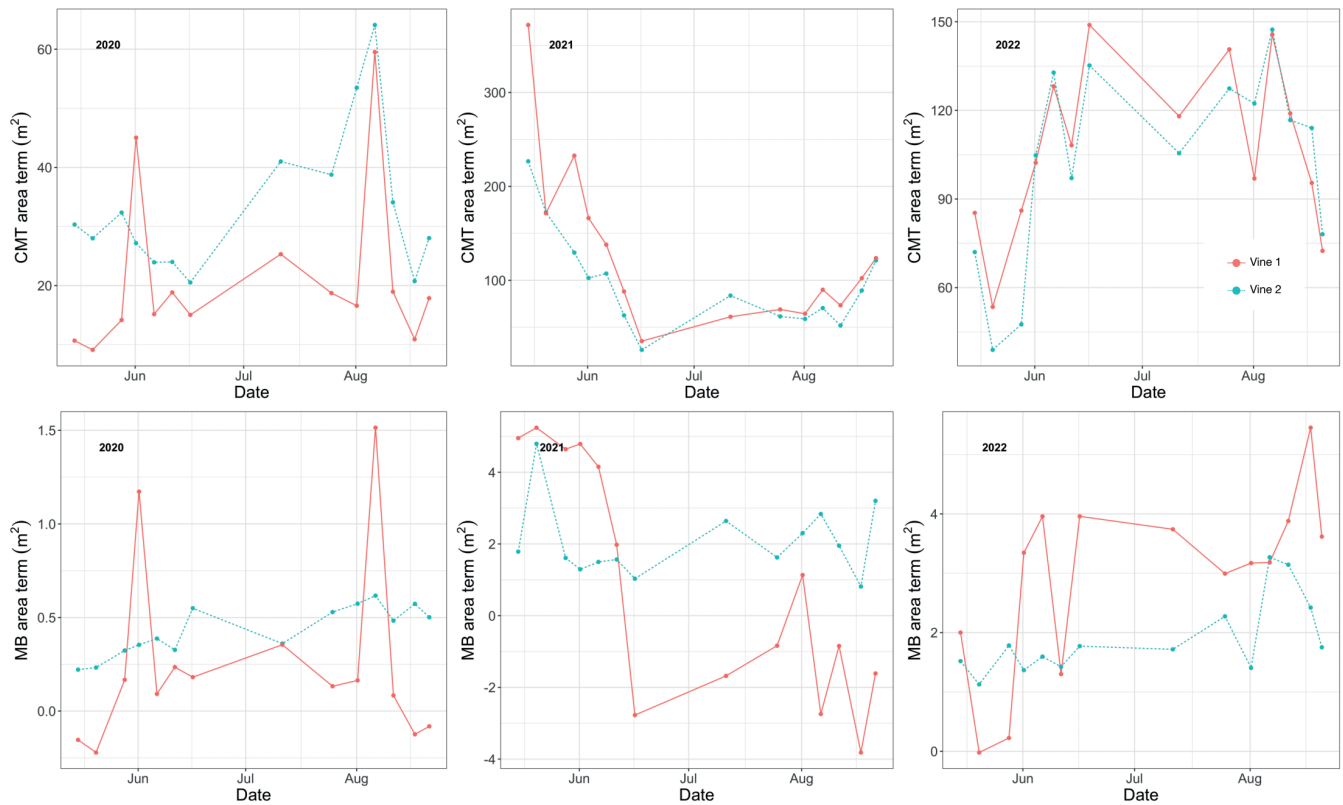 2020
CMT area term (m²)
60
40
20
Jun
Jul
Aug
Date
2021
CMT area term (m²)
300
200
100
Jun
Jul
Aug
Date
2022
CMT area term (m²)
150
120
90
60
Vine 1
Vine 2
Jun
Jul
Aug
Date
2020
MB area term (m²)
1.5
1.0
0.5
0.0
Jun
Jul
Aug
Date
2021
MB area term (m²)
4
2
0
-2
-4
Jun
Jul
Aug
Date
2022
MB area term (m²)
4
2
0
Jun
Jul
Aug
Date